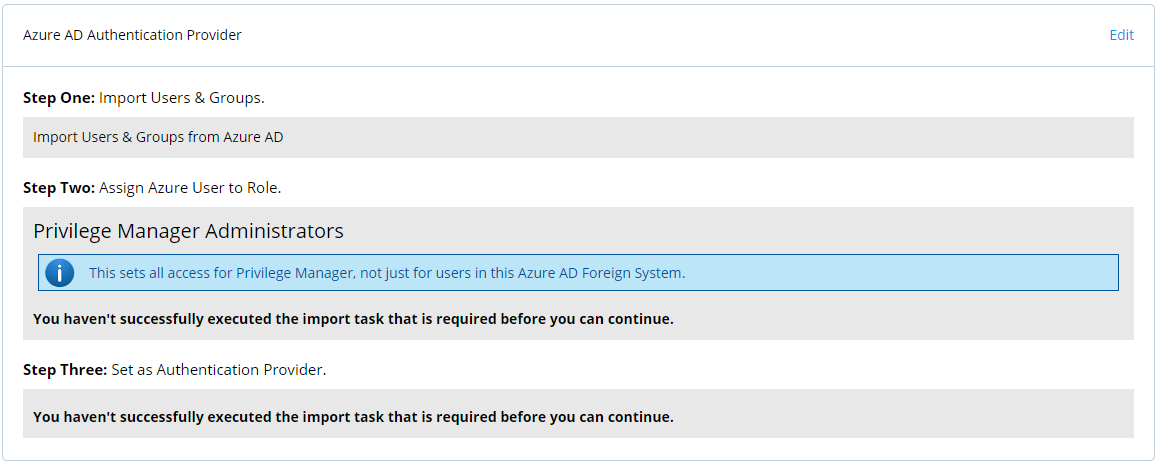 Azure AD Authentication Provider
Edit
Step One: Import Users & Groups.
Import Users & Groups from Azure AD
Step Two: Assign Azure User to Role.
Privilege Manager Administrators
This sets all access for Privilege Manager, not just for users in this Azure AD Foreign System.
You haven't successfully executed the import task that is required before you can continue.
Step Three: Set as Authentication Provider.
You haven't successfully executed the import task that is required before you can continue.